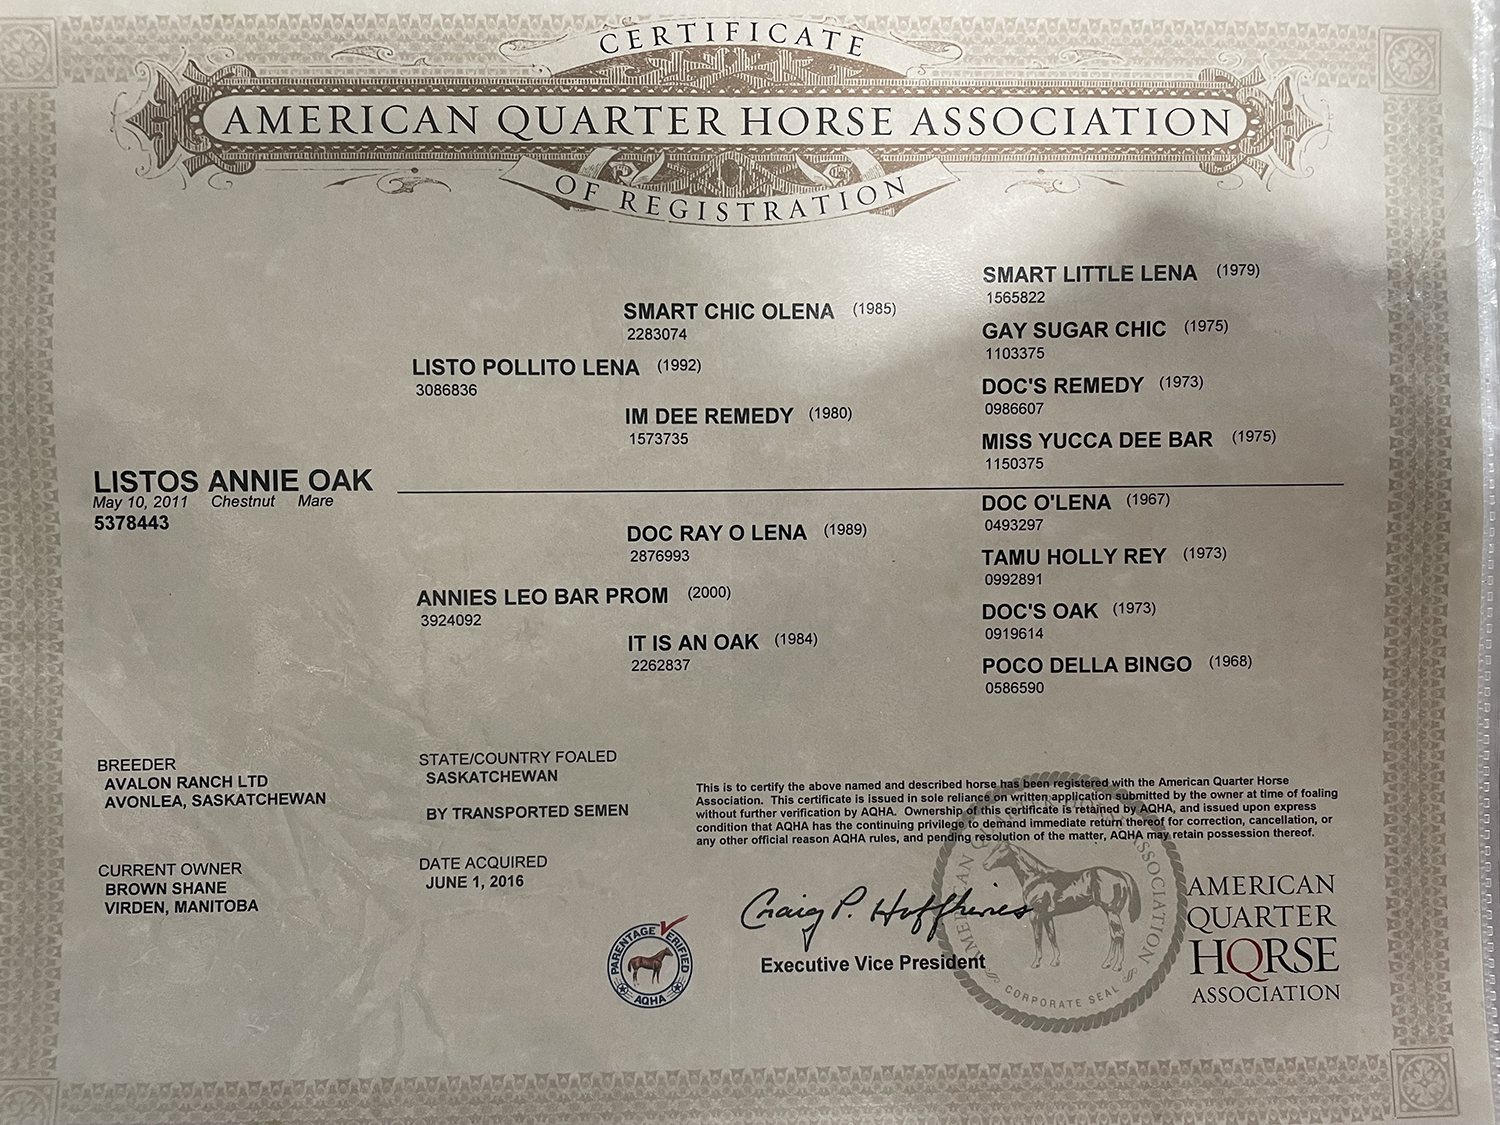 CERTIFICATE
AMERICAN QUARTER HORSE ASSOCIATION
OF REGISTRATION
SMART LITTLE LENA (1979)
1565822
SMART CHIC OLENA (1985)
2283074
GAY SUGAR CHIC (1975)
1103375
LISTO POLLITO LENA (1992)
3086836
DOC'S REMEDY (1973)
0986607
IM DEE REMEDY (1980)
1573735
MISS YUCCA DEE BAR (1975)
1150375
LISTOS ANNIE OAK
May 10, 2011 Chestnut Mare
5378443
DOC O'LENA (1967)
0493297
DOC RAY O LENA (1989)
2876993
TAMU HOLLY REY (1973)
0992891
ANNIES LEO BAR PROM (2000)
3924092
DOC'S OAK (1973)
0919614
IT IS AN OAK (1984)
2262837
POCO DELLA BINGO (1968)
0586590
BREEDER
AVALON RANCH LTD
AVONLEA, SASKATCHEWAN
STATE/COUNTRY FOALED
SASKATCHEWAN
BY TRANSPORTED SEMEN
CURRENT OWNER
BROWN SHANE
VIRDEN, MANITOBA
DATE ACQUIRED
JUNE 1, 2016
This is to certify the above named and described horse has been registered with the American Quarter Horse
Association. This certificate is issued in sole reliance on written application submitted by the owner at time of foaling
without further verification by AQHA. Ownership of this certificate is retained by AQHA, and issued upon express
condition that AQHA has the continuing privilege to demand immediate return thereof for correction, cancellation, or
any other official reason AQHA rules, and pending resolution of the matter, AQHA may retain possession thereof.
PARENTAGE VERIFIED
AQHA
Craig P. Huffhines
Executive Vice President
AMERICAN QUARTER HORSE ASSOCIATION
CORPORATE SEAL
AMERICAN
QUARTER
HORSE
ASSOCIATION